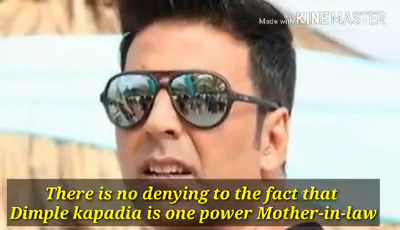 Made with KINEMASTER
There is no denying to the fact that
Dimple kapadia is one power Mother-in-law